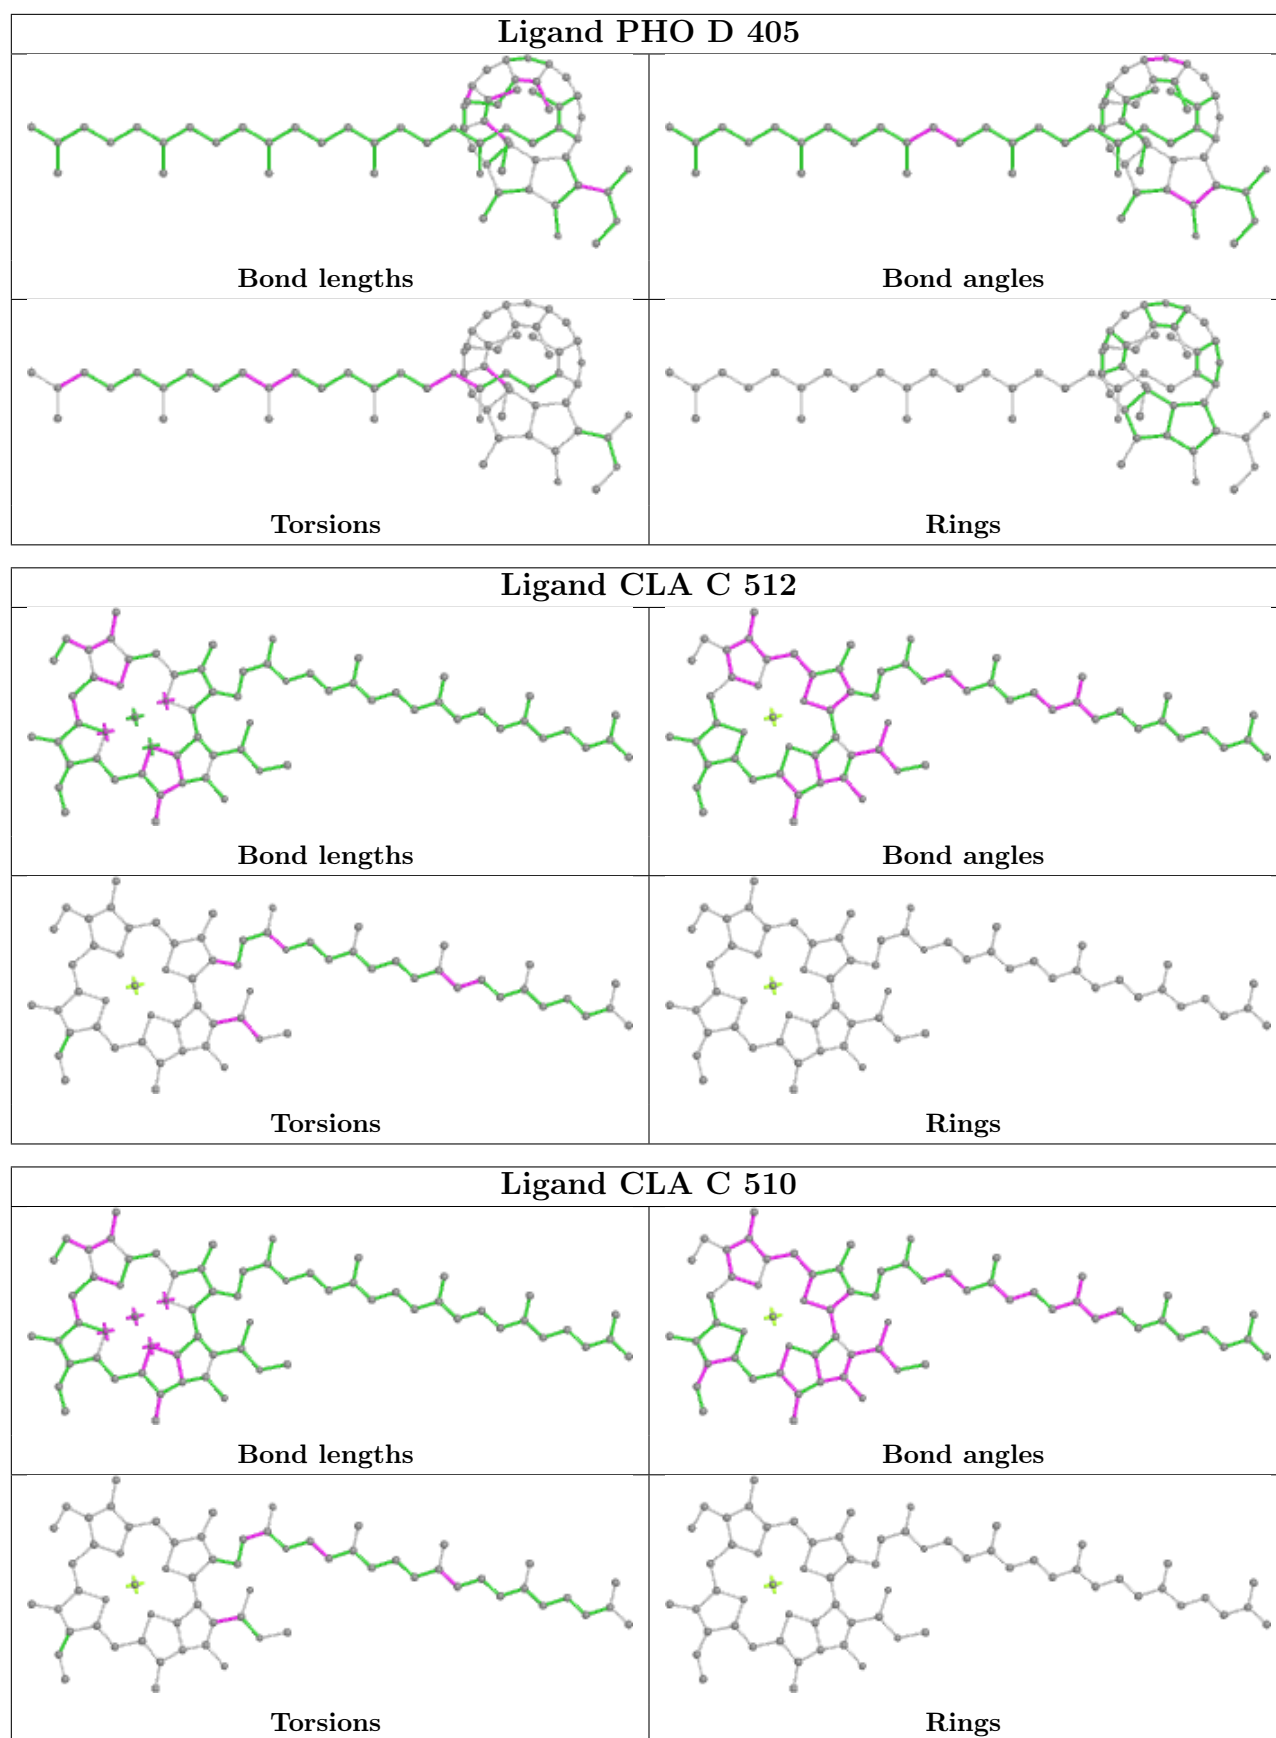 Ligand PHO D 405
Bond lengths
Bond angles
Torsions
Rings
Ligand CLA C 512
Bond lengths
Bond angles
Torsions
Rings
Ligand CLA C 510
Bond lengths
Bond angles
Torsions
Rings